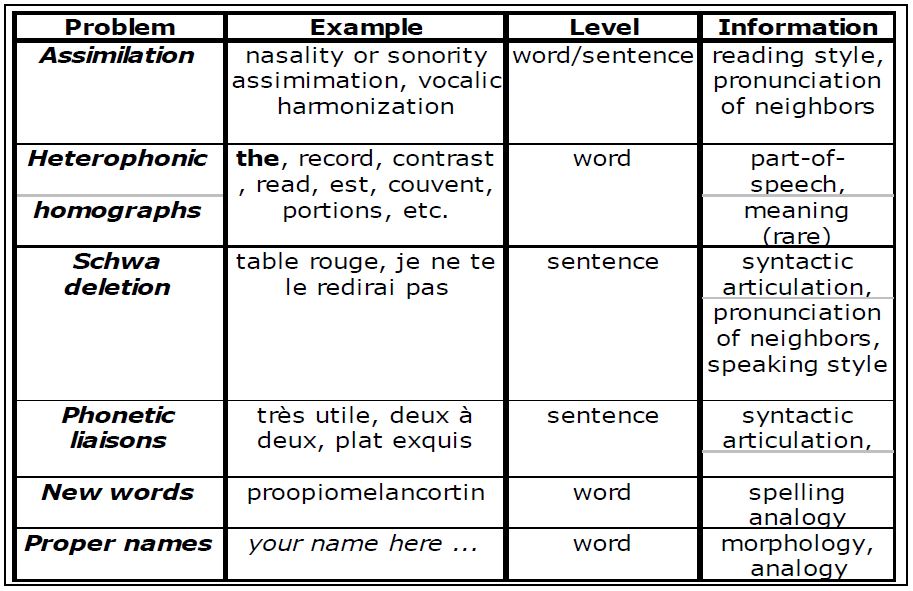 Problem Example Level Information
Assimilation nasality or sonority word/sentence reading style,
assimimation, vocalic pronunciation
harmonization of neighbors
Heterophonic the, record, contrast word part-of-
, read, est, couvent, speech,
homographs portions, etc. meaning
(rare)
Schwa table rouge, je ne te sentence syntactic
deletion le redirai pas articulation,
pronunciation
of neighbors,
speaking style
Phonetic très utile, deux à sentence syntactic
liaisons deux, plat exquis articulation,
New words proopiomelancortin word spelling
analogy
Proper names your name here ... word morphology,
analogy